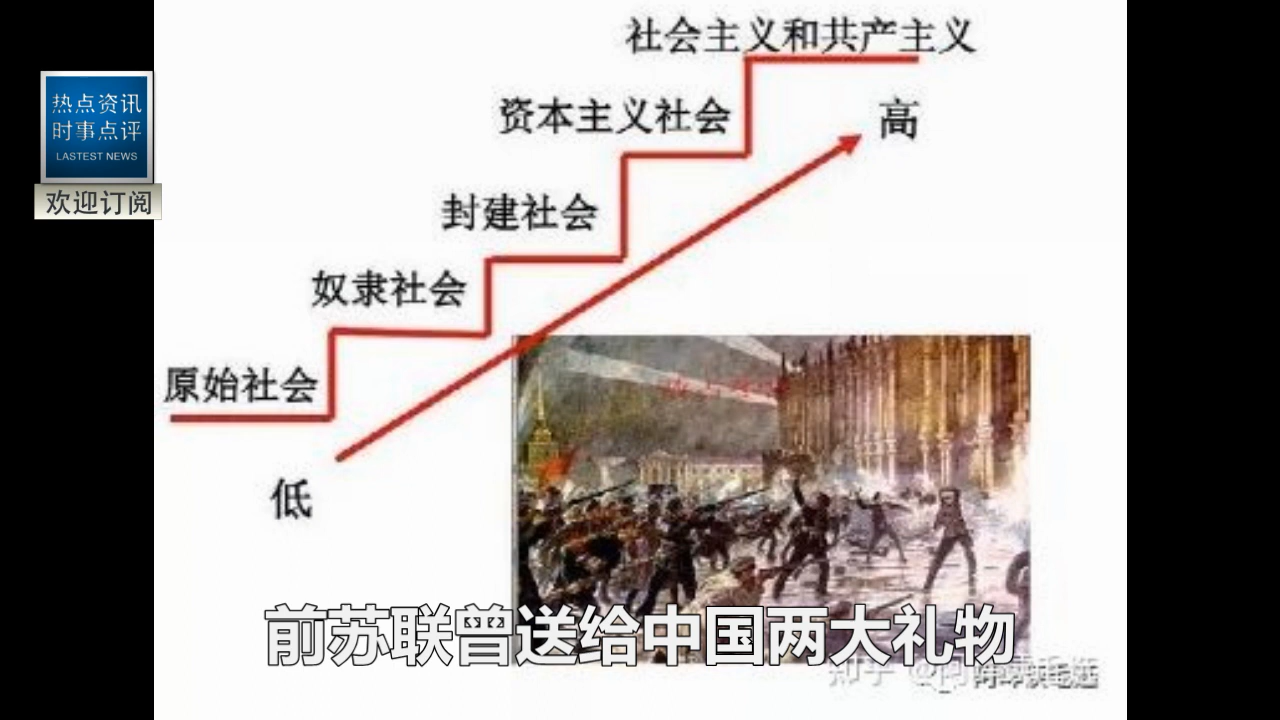 社会主义和共产主义
资本主义社会
高
热点资讯
时事点评
LASTEST NEWS
欢迎订阅
封建社会
奴隶社会
原始社会
低
前苏联曾送给中国两大礼物
知乎